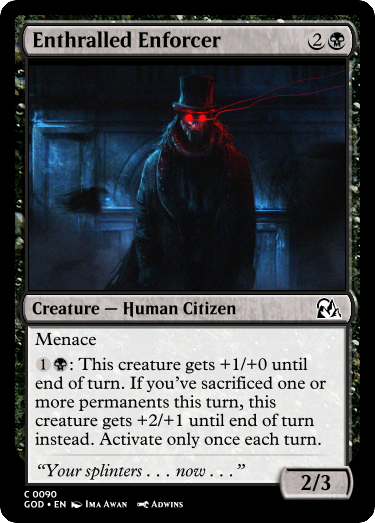 Enthralled Enforcer 2
Creature — Human Citizen
Menace
1 : This creature gets +1/+0 until
end of turn. If you've sacrificed one or
more permanents this turn, this
creature gets +2/+1 until end of turn
instead. Activate only once each turn.
“Your splinters . . . now . . .”
2/3
C 0090
GOD • EN Ima Awan Adwins